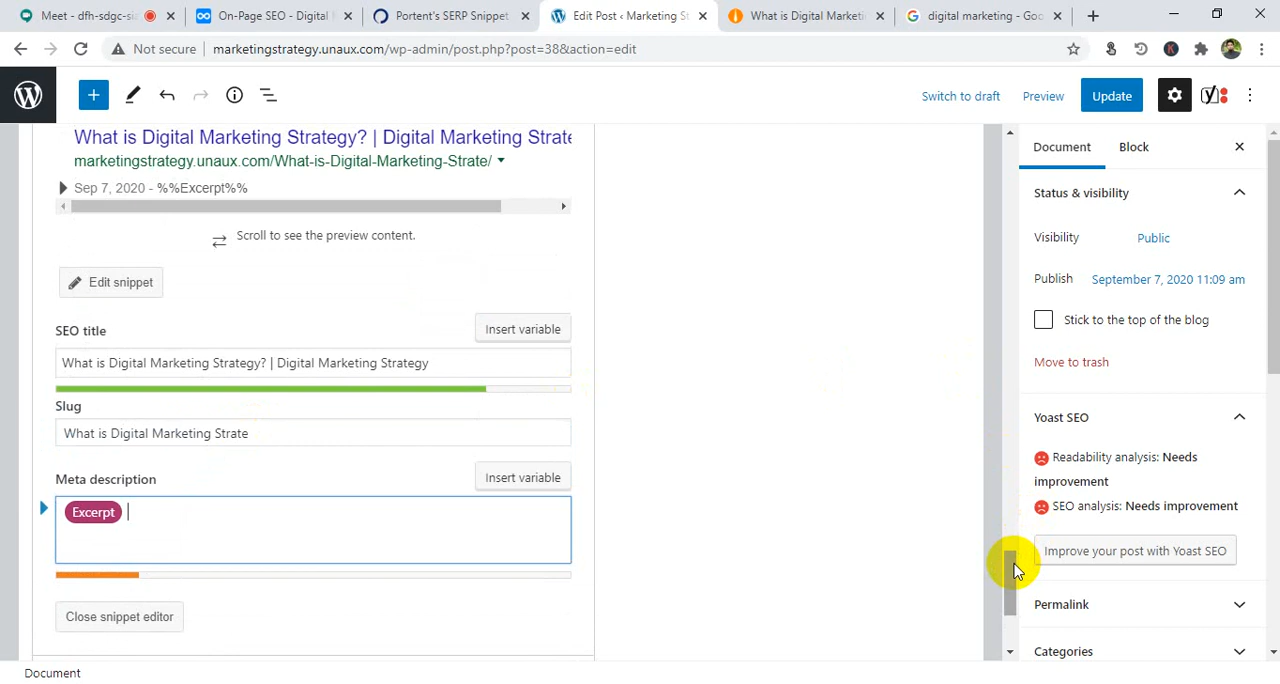 Meet - dfh-sdgc-su
On-Page SEO - Digital M
Portent's SERP Snippet
Edit Post ‹ Marketing St
What is Digital Marketin
digital marketing - Goo
Not secure
marketingstrategy.unaux.com/wp-admin/post.php?post=38&action=edit
K
Switch to draft
Preview
Update
What is Digital Marketing Strategy? | Digital Marketing Strate
marketingstrategy.unaux.com/What-is-Digital-Marketing-Strate/
Sep 7, 2020 - %%Excerpt%%
Scroll to see the preview content.
Edit snippet
SEO title
Insert variable
What is Digital Marketing Strategy? | Digital Marketing Strategy
Slug
What is Digital Marketing Strate
Meta description
Insert variable
Excerpt
Close snippet editor
Document
Document
Block
Status & visibility
Visibility
Public
Publish
September 7, 2020 11:09 am
Stick to the top of the blog
Move to trash
Yoast SEO
Readability analysis: Needs
improvement
SEO analysis: Needs improvement
Improve your post with Yoast SEO
Permalink
Categories